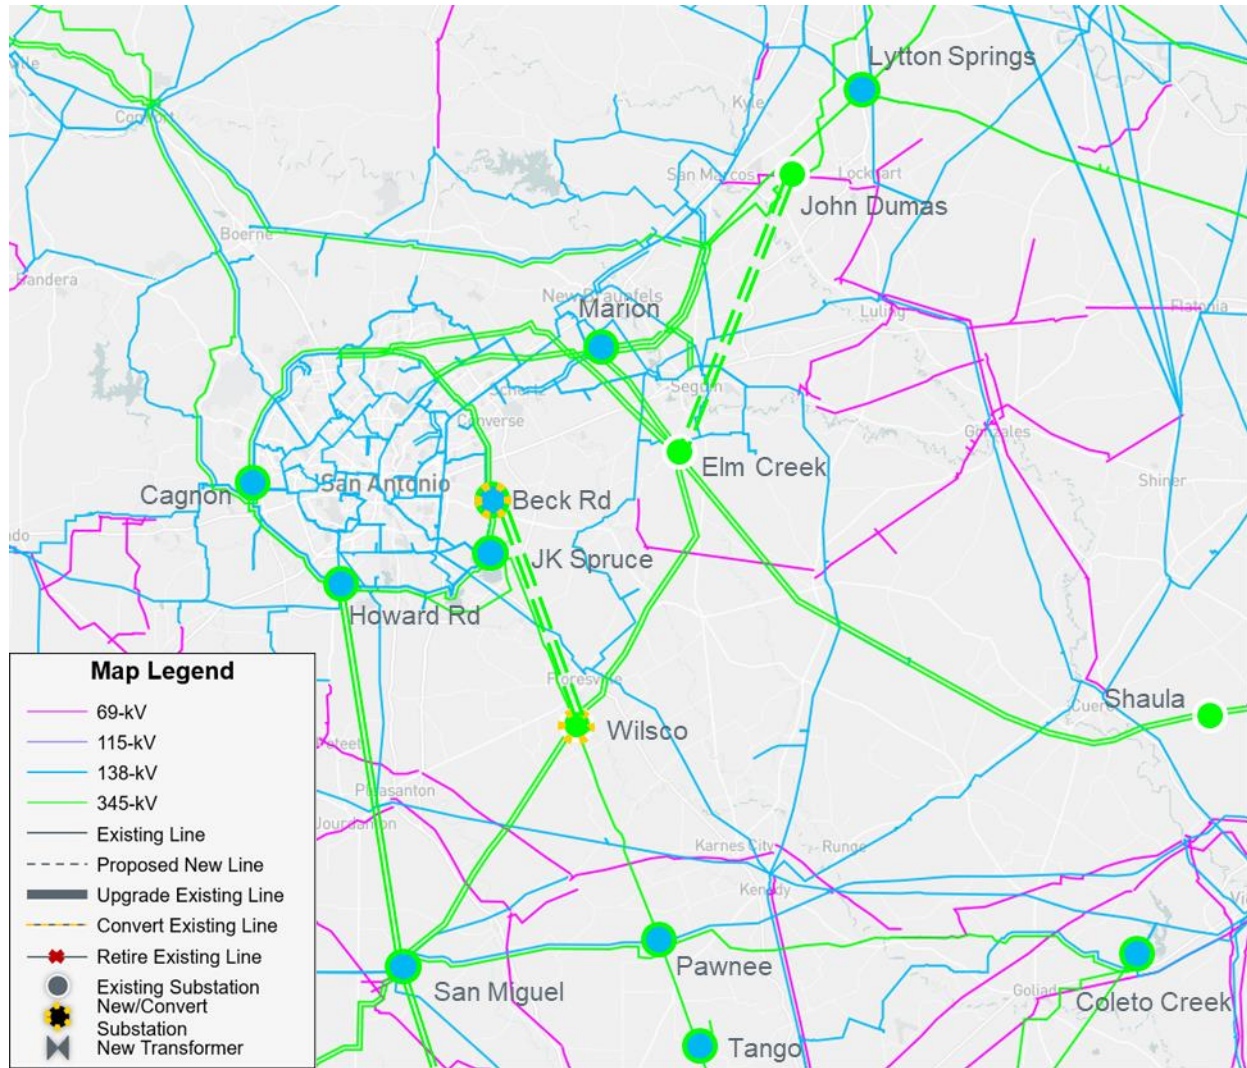 Lytton Springs
Kyle
Comfort
San Marcos
Lockhart
John Dumas
Boerne
Bandera
New Braunfels
Marion
Luling
Flatonia
Seguin
Schertz
Converse
Gonzales
Elm Creek
San Antonio
Cagnon
Beck Rd
Shiner
JK Spruce
Howard Rd
Floresville
Shaula
Cuero
Wilsco
Map Legend
69-kV
115-kV
138-kV
345-kV
Existing Line
Proposed New Line
Upgrade Existing Line
Convert Existing Line
Retire Existing Line
Existing Substation
New/Convert
Substation
New Transformer
Poteet
Pleasanton
Jourdanton
Karnes City
Runge
Kenedy
Pawnee
San Miguel
Goliad
Coleto Creek
Tango